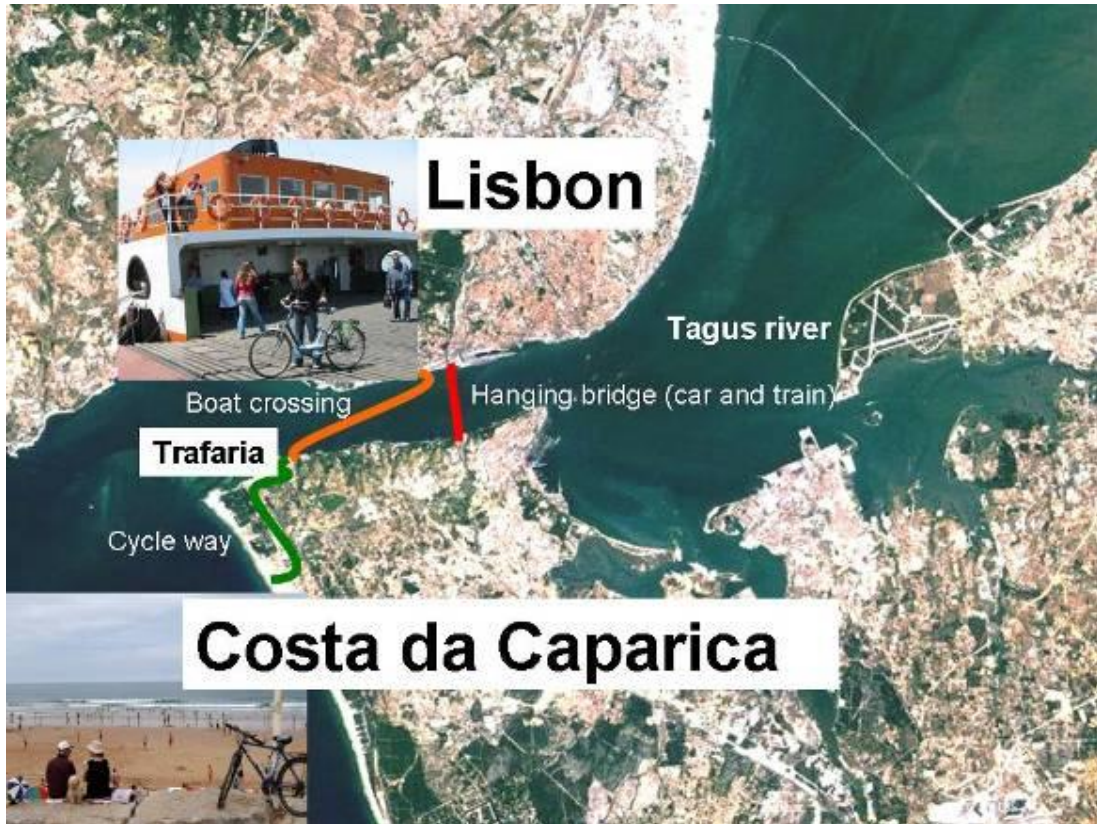 Lisbon
Tagus river
Boat crossing
Hanging bridge (car and train)
Trafaria
Cycle way
Costa da Caparica